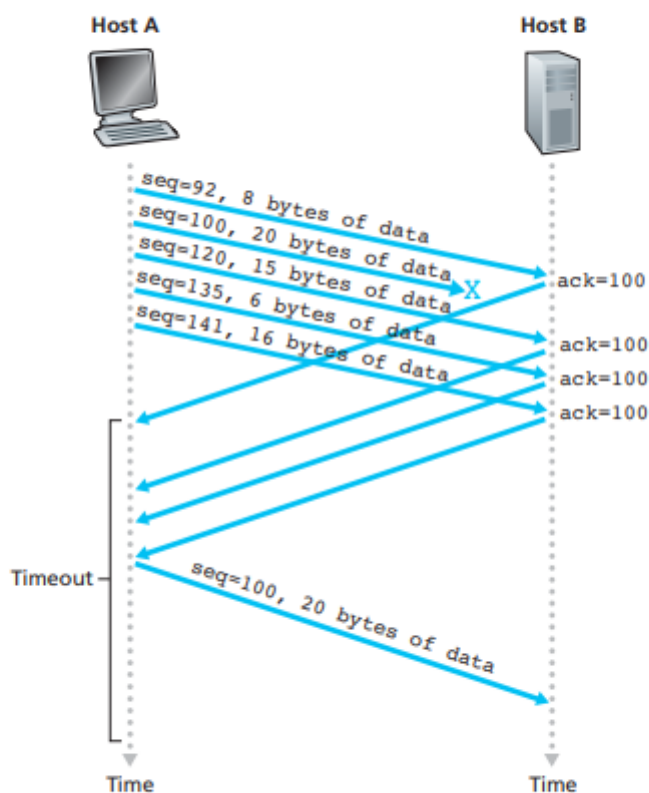 Host A
Host B
seq=92, 8 bytes of data
seq=100, 20 bytes of data
X
seq=120, 15 bytes of data
seq=135, 6 bytes of data
seq=141, 16 bytes of data
ack=100
ack=100
ack=100
ack=100
Timeout
seq=100, 20 bytes of data
Time
Time